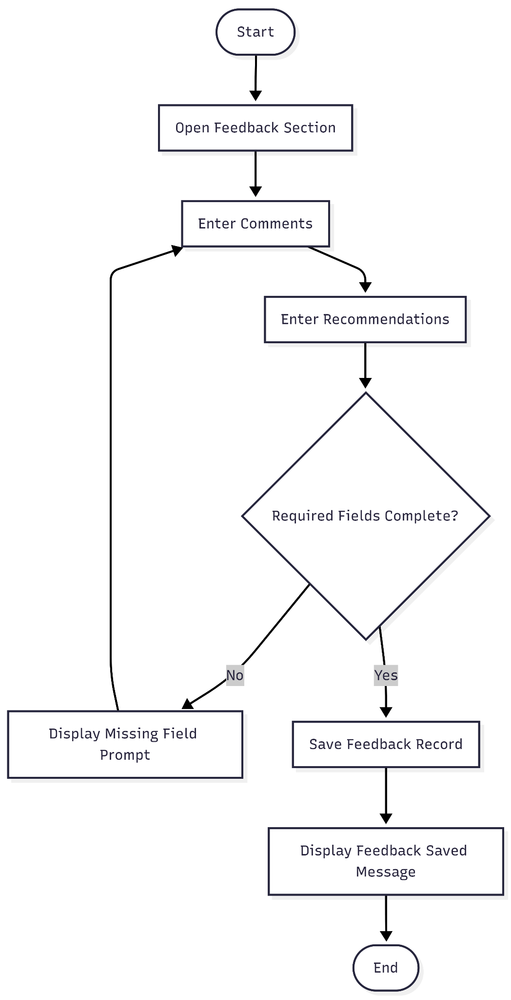 Start
Open Feedback Section
Enter Comments
Enter Recommendations
Required Fields Complete?
No
Yes
Display Missing Field
Prompt
Save Feedback Record
Display Feedback Saved
Message
End